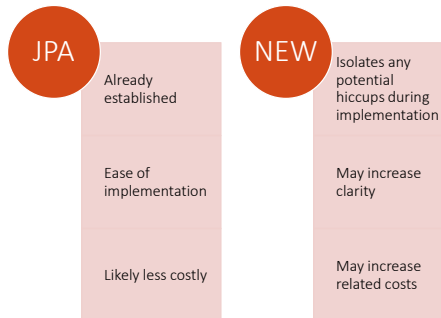 JPA
Already
established
Ease of
implementation
Likely less costly
NEW
Isolates any
potential
hiccups during
implementation
May increase
clarity
May increase
related costs